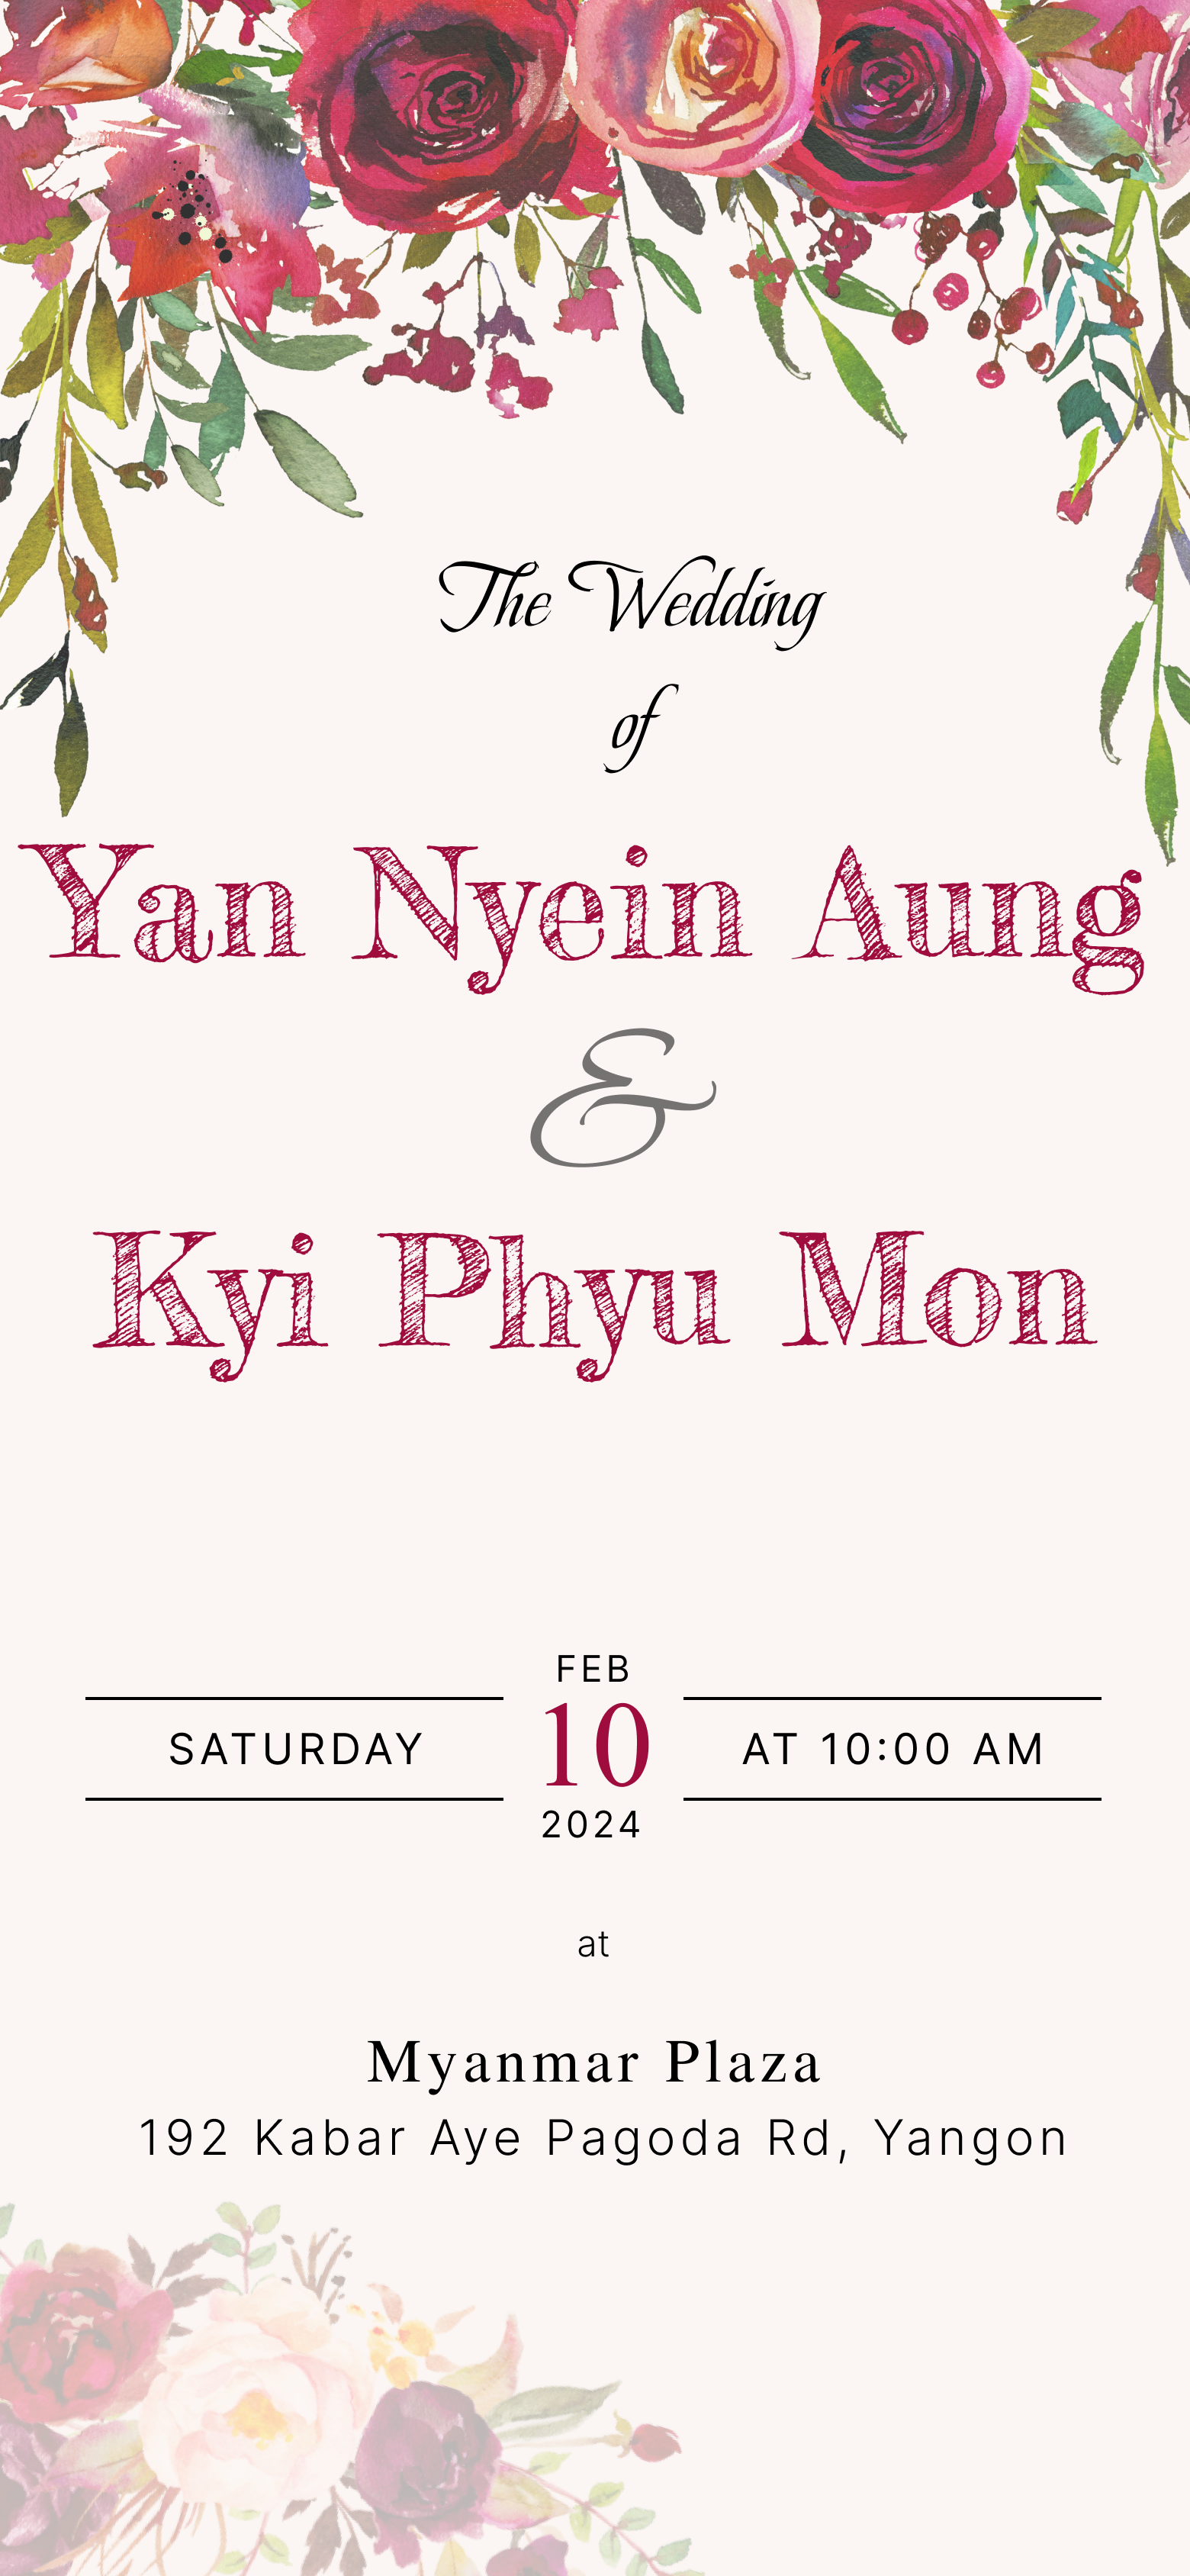 The Wedding
of
Yan Nyein Aung
&
Kyi Phyu Mon
FEB
SATURDAY 10 AT 10:00 AM
2024
at
Myanmar Plaza
192 Kabar Aye Pagoda Rd, Yangon